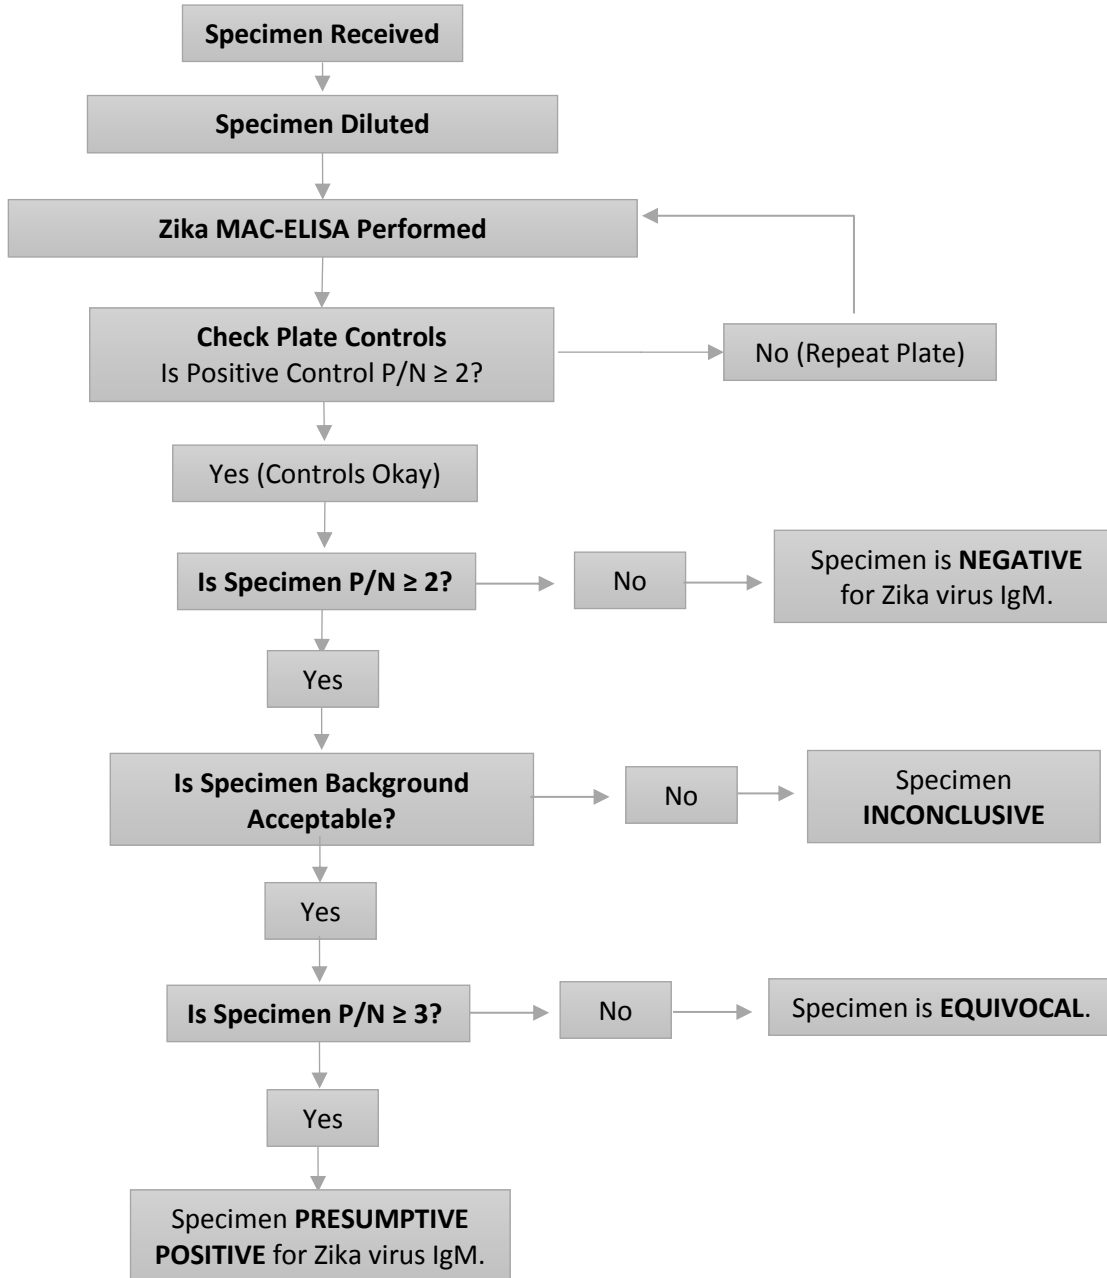 Specimen Received
Specimen Diluted
Zika MAC-ELISA Performed
Check Plate Controls
Is Positive Control P/N ≥ 2?
No (Repeat Plate)
Yes (Controls Okay)
Is Specimen P/N ≥ 2?
No
Specimen is NEGATIVE
for Zika virus IgM.
Yes
Is Specimen Background
Acceptable?
No
Specimen
INCONCLUSIVE
Yes
Is Specimen P/N ≥ 3?
No
Specimen is EQUIVOCAL.
Yes
Specimen PRESUMPTIVE
POSITIVE for Zika virus IgM.